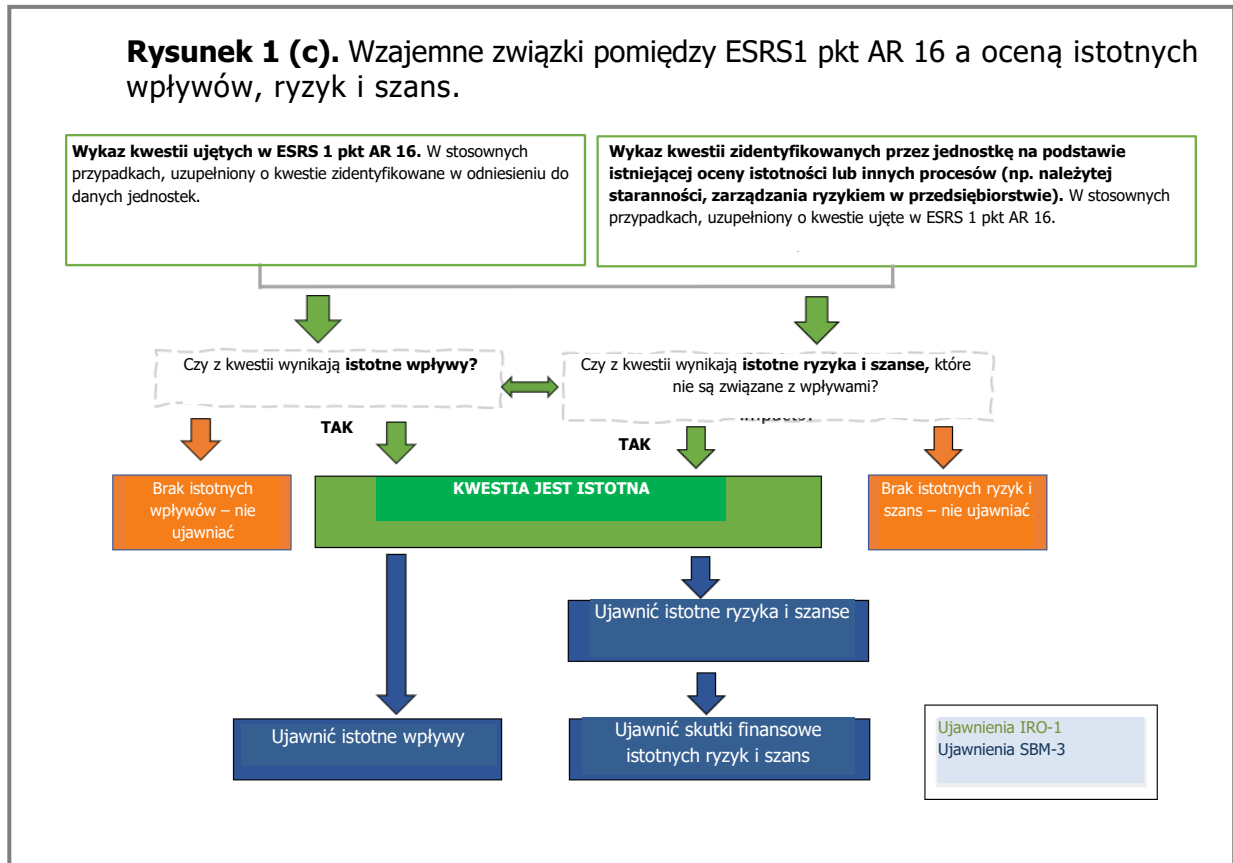 Rysunek 1 (c). Wzajemne związki pomiędzy ESRS1 pkt AR 16 a oceną istotnych
wpływów, ryzyk i szans.
Wykaz kwestii ujętych w ESRS 1 pkt AR 16. W stosownych
przypadkach, uzupełniony o kwestie zidentyfikowane w odniesieniu do
danych jednostek.
Wykaz kwestii zidentyfikowanych przez jednostkę na podstawie
istniejącej oceny istotności lub innych procesów (np. należytej
staranności, zarządzania ryzykiem w przedsiębiorstwie). W stosownych
przypadkach, uzupełniony o kwestie ujęte w ESRS 1 pkt AR 16.
Czy z kwestii wynikają istotne wpływy?
Czy z kwestii wynikają istotne ryzyka i szanse, które
nie są związane z wpływami?
TAK
TAK
Brak istotnych
wpływów – nie
ujawniać
KWESTIA JEST ISTOTNA
Brak istotnych ryzyk i
szans – nie ujawniać
Ujawnić istotne ryzyka i szanse
Ujawnić istotne wpływy
Ujawnić skutki finansowe
istotnych ryzyk i szans
Ujawnienia IRO-1
Ujawnienia SBM-3